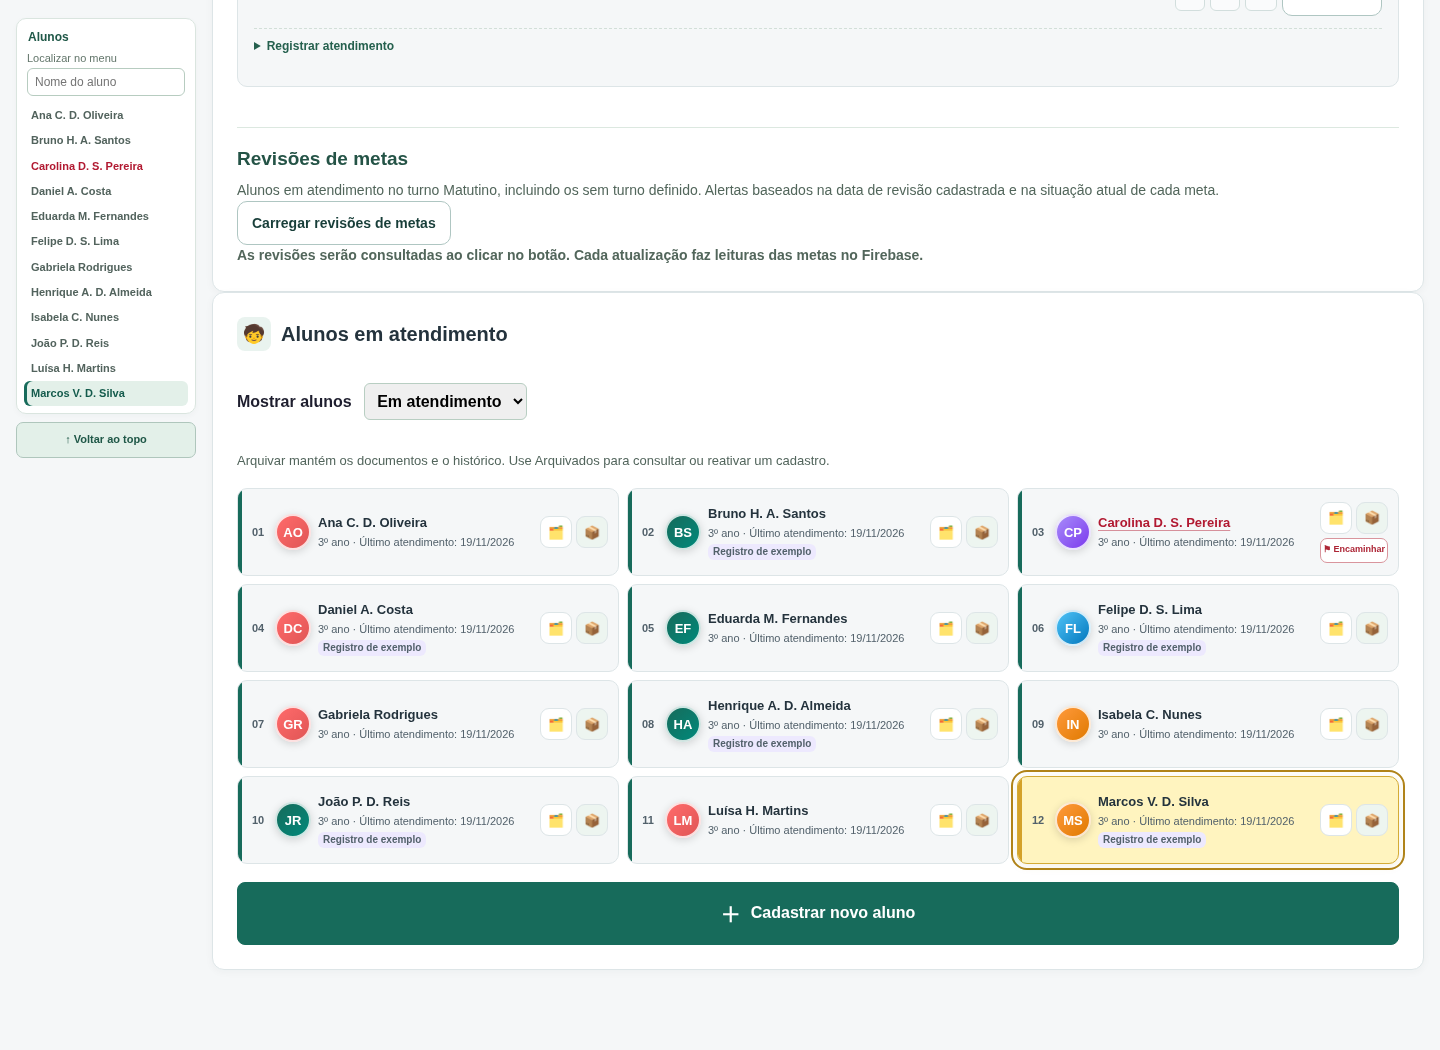 Alunos
Localizar no menu
Nome do aluno
Ana C. D. Oliveira
Bruno H. A. Santos
Carolina D. S. Pereira
Daniel A. Costa
Eduarda M. Fernandes
Felipe D. S. Lima
Gabriela Rodrigues
Henrique A. D. Almeida
Isabela C. Nunes
João P. D. Reis
Luísa H. Martins
Marcos V. D. Silva
↑ Voltar ao topo
▶ Registrar atendimento
Revisões de metas
Alunos em atendimento no turno Matutino, incluindo os sem turno definido. Alertas baseados na data de revisão cadastrada e na situação atual de cada meta.
Carregar revisões de metas
As revisões serão consultadas ao clicar no botão. Cada atualização faz leituras das metas no Firebase.
Alunos em atendimento
Mostrar alunos Em atendimento
Arquivar mantém os documentos e o histórico. Use Arquivados para consultar ou reativar um cadastro.
01 AO Ana C. D. Oliveira
3º ano · Último atendimento: 19/11/2026
02 BS Bruno H. A. Santos
3º ano · Último atendimento: 19/11/2026
Registro de exemplo
03 CP Carolina D. S. Pereira
3º ano · Último atendimento: 19/11/2026
⚑ Encaminhar
04 DC Daniel A. Costa
3º ano · Último atendimento: 19/11/2026
Registro de exemplo
05 EF Eduarda M. Fernandes
3º ano · Último atendimento: 19/11/2026
06 FL Felipe D. S. Lima
3º ano · Último atendimento: 19/11/2026
Registro de exemplo
07 GR Gabriela Rodrigues
3º ano · Último atendimento: 19/11/2026
08 HA Henrique A. D. Almeida
3º ano · Último atendimento: 19/11/2026
Registro de exemplo
09 IN Isabela C. Nunes
3º ano · Último atendimento: 19/11/2026
10 JR João P. D. Reis
3º ano · Último atendimento: 19/11/2026
Registro de exemplo
11 LM Luísa H. Martins
3º ano · Último atendimento: 19/11/2026
12 MS Marcos V. D. Silva
3º ano · Último atendimento: 19/11/2026
Registro de exemplo
+ Cadastrar novo aluno